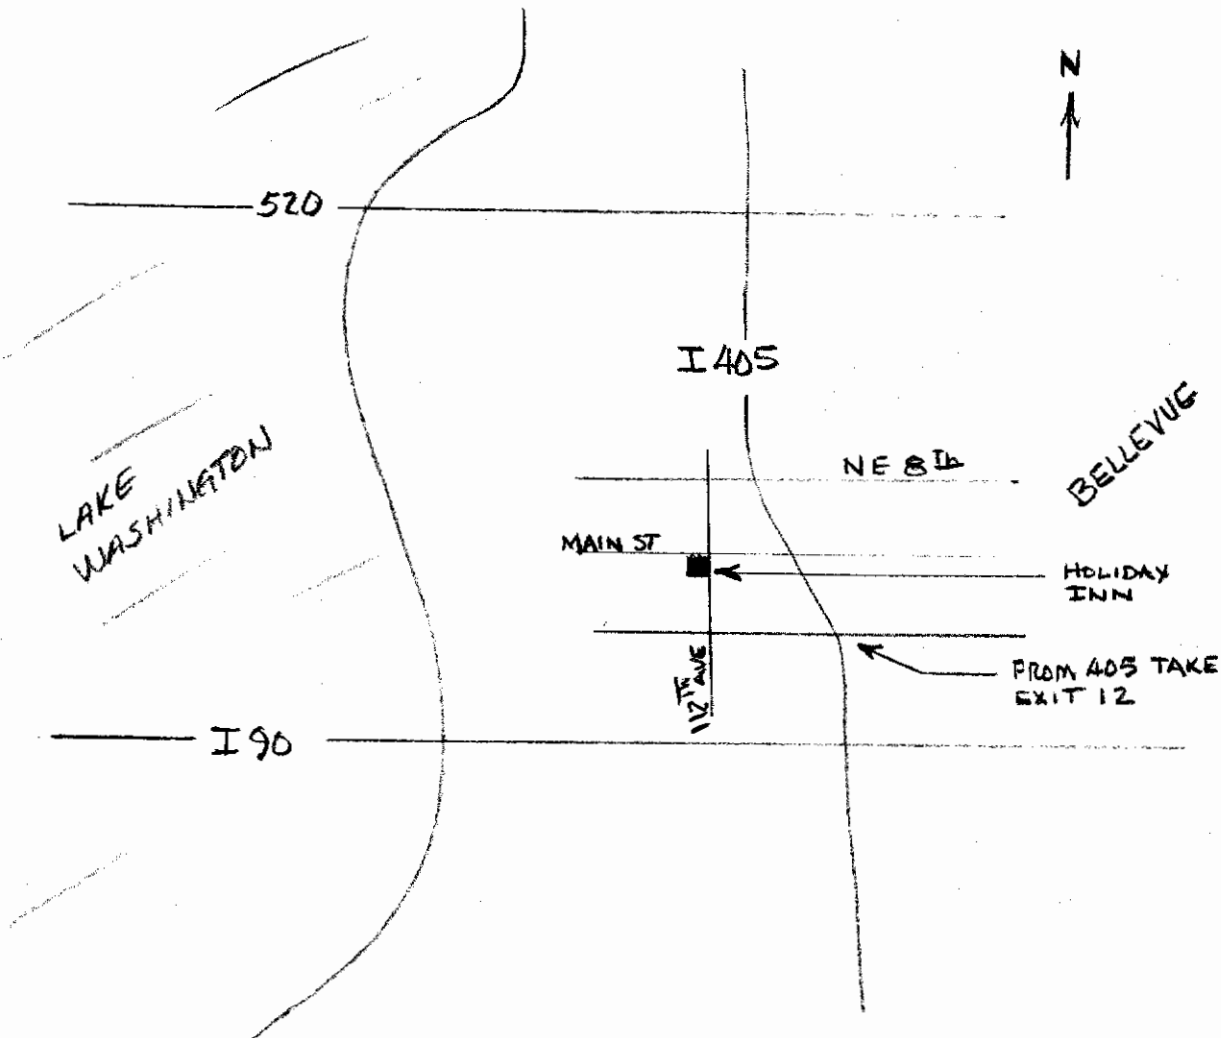 N
520
I 405
BELLEVUE
NE 8TH
LAKE
WASHINGTON
MAIN ST
HOLIDAY
INN
112TH AVE
FROM 405 TAKE
EXIT 12
I 90